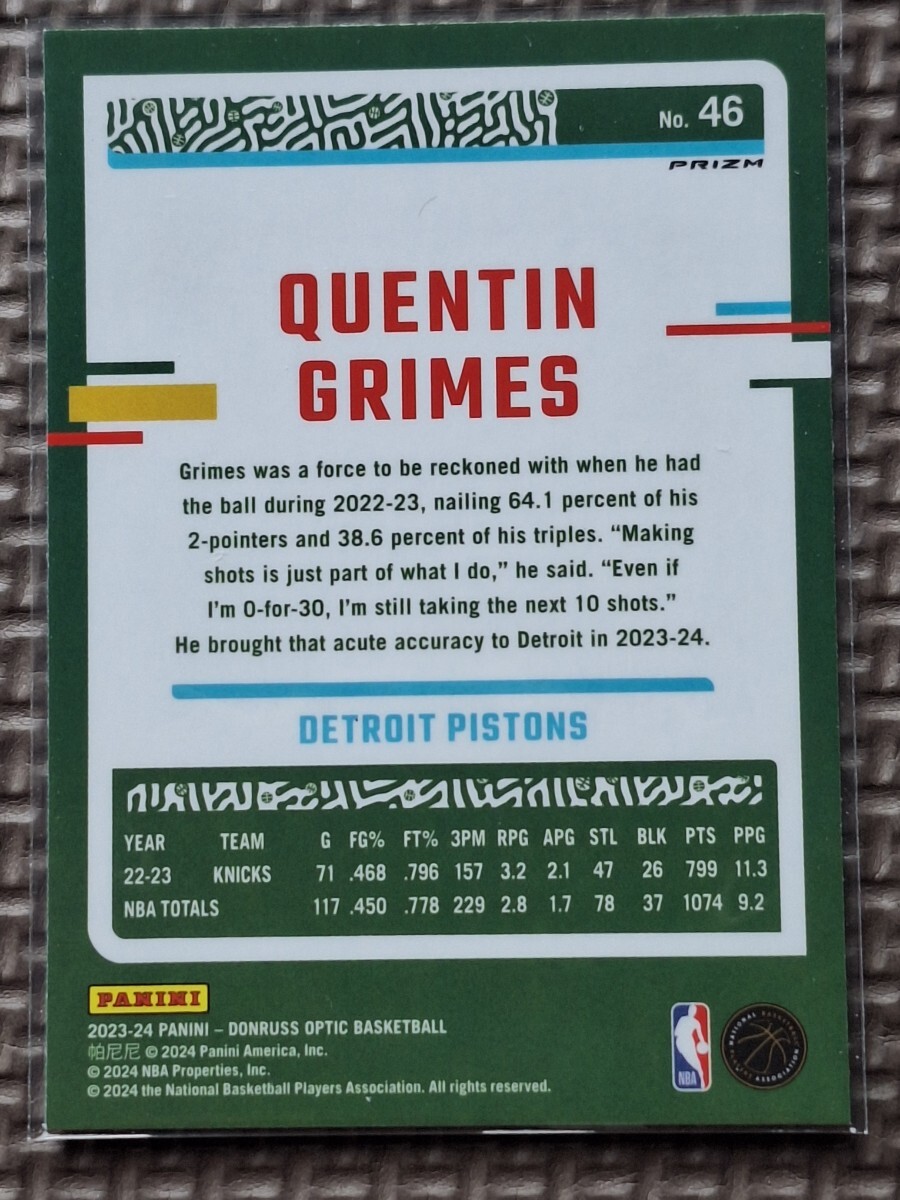 No. 46
PRIZM
QUENTIN
GRIMES
Grimes was a force to be reckoned with when he had
the ball during 2022-23, nailing 64.1 percent of his
2-pointers and 38.6 percent of his triples. “Making
shots is just part of what I do,” he said. “Even if
I’m 0-for-30, I’m still taking the next 10 shots.”
He brought that acute accuracy to Detroit in 2023-24.
DETROIT PISTONS
YEAR TEAM G FG% FT% 3PM RPG APG STL BLK PTS PPG
22-23 KNICKS 71 .468 .796 157 3.2 2.1 47 26 799 11.3
NBA TOTALS 117 .450 .778 229 2.8 1.7 78 37 1074 9.2
PANINI
2023-24 PANINI – DONRUSS OPTIC BASKETBALL
帕尼尼 © 2024 Panini America, Inc.
© 2024 NBA Properties, Inc.
© 2024 the National Basketball Players Association. All rights reserved.
NBA
NATIONAL BASKETBALL
ASSOCIATION